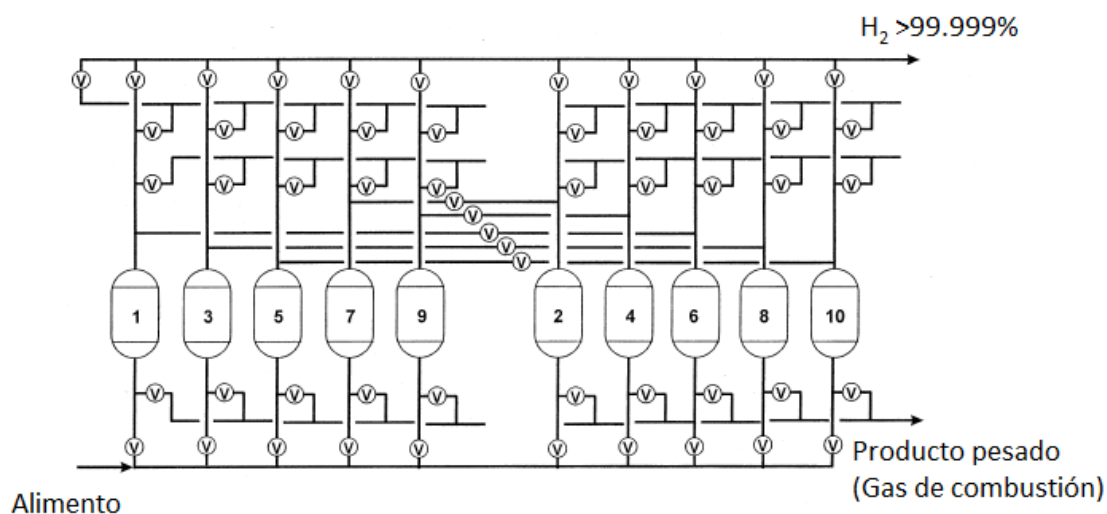 H₂ >99.999%
V V V V V V V V V V V
V V V V V V V V V V
V V V V V V V V V V
V
V
V
V
V
1 3 5 7 9 2 4 6 8 10
V V V V V V V V V V
V V V V V V V V V V
Producto pesado
(Gas de combustión)
Alimento